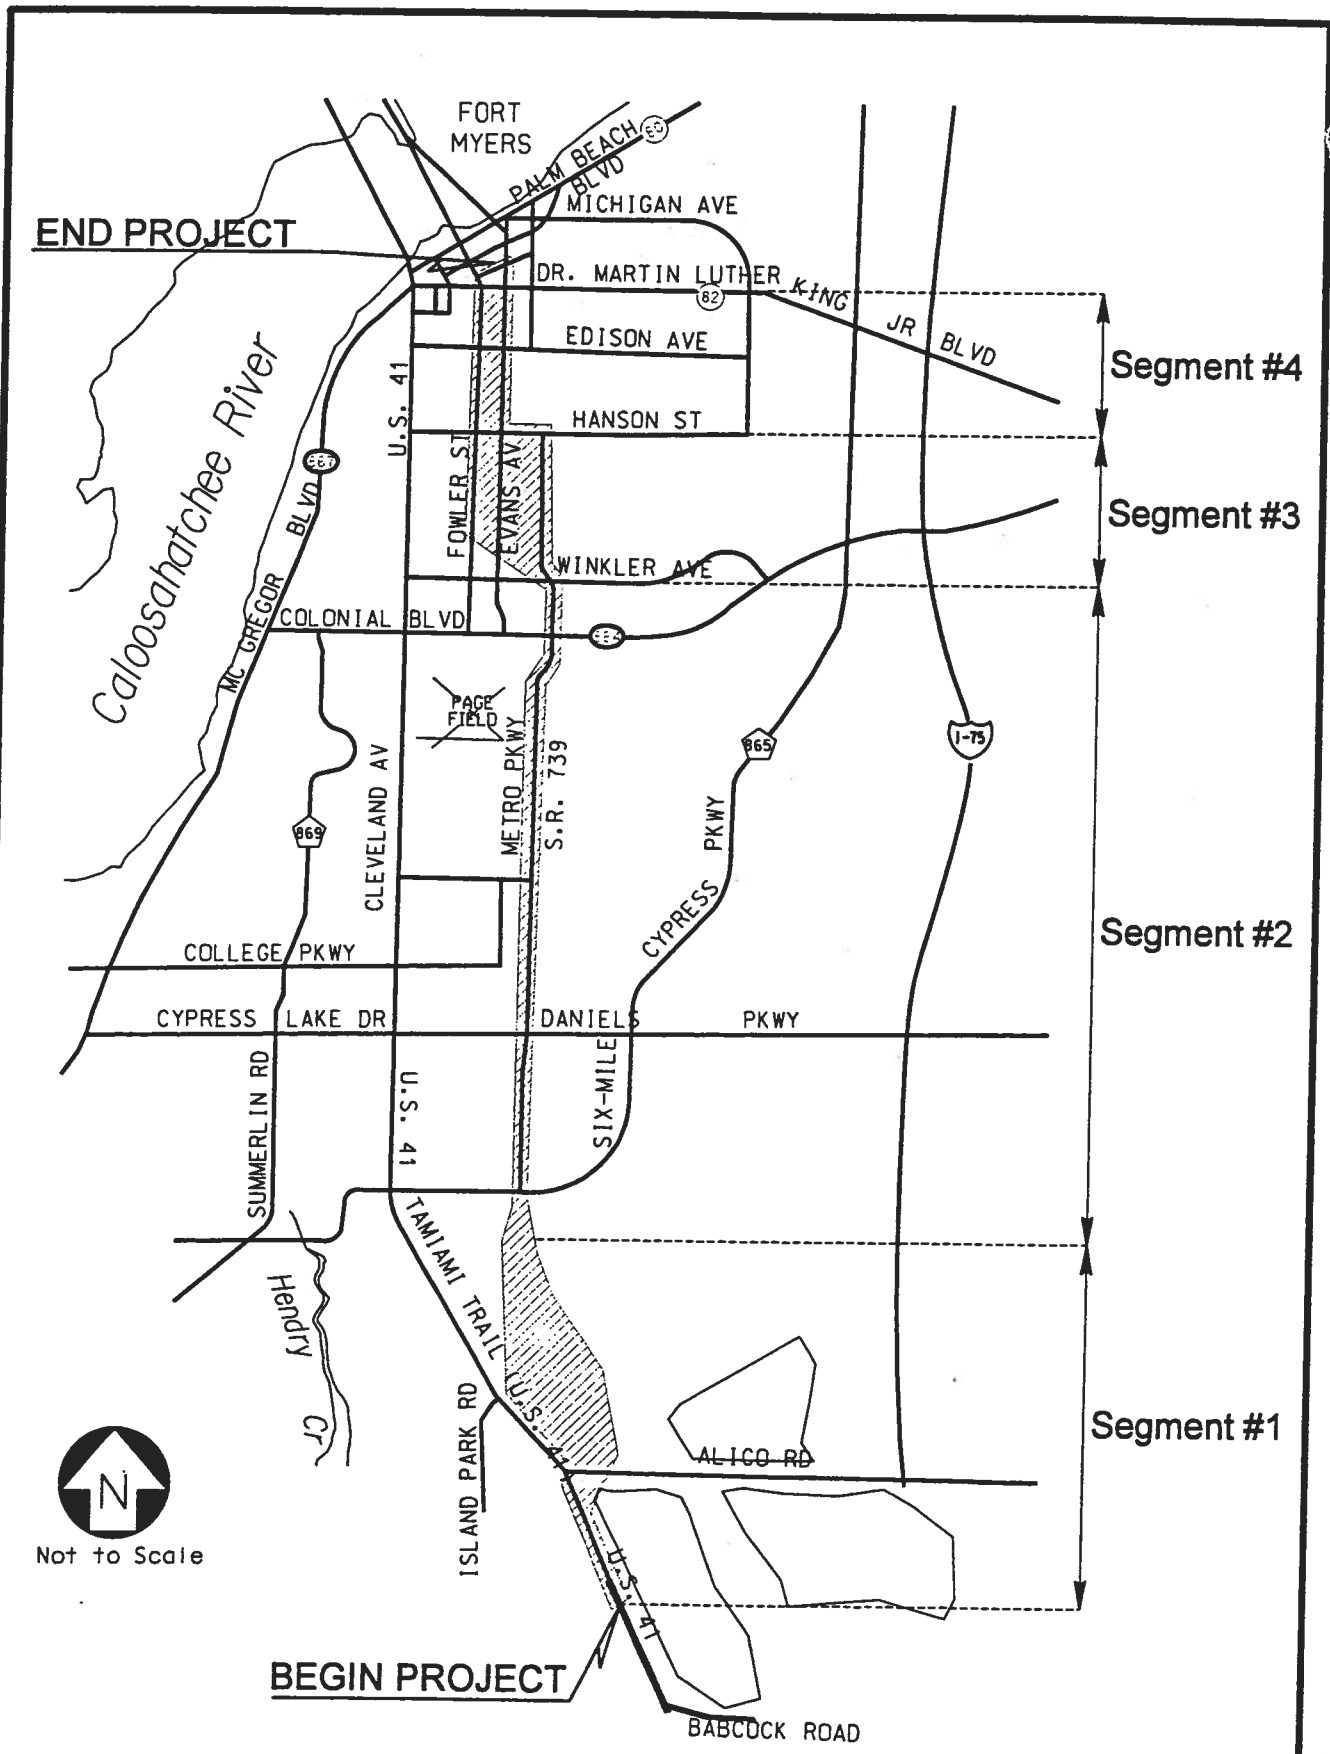 FORT
MYERS
PALM BEACH
BLVD
80
MICHIGAN AVE
END PROJECT
DR. MARTIN LUTHER KING
JR BLVD
82
EDISON AVE
Segment #4
U.S. 41
HANSON ST
Caloosahatchee River
867
MC GREGOR BLVD
FOWLER ST
EVANS AV
Segment #3
WINKLER AVE
COLONIAL BLVD
884
PAGE
FIELD
METRO PKWY
S.R. 739
865
I-75
CLEVELAND AV
869
SIX-MILE CYPRESS PKWY
Segment #2
COLLEGE PKWY
CYPRESS LAKE DR
DANIELS PKWY
SUMMERLIN RD
U.S. 41
TAMIAMI TRAIL (U.S. 41)
Hendry Cr
ISLAND PARK RD
Segment #1
ALICO RD
N
Not to Scale
U.S. 41
BEGIN PROJECT
BABCOCK ROAD